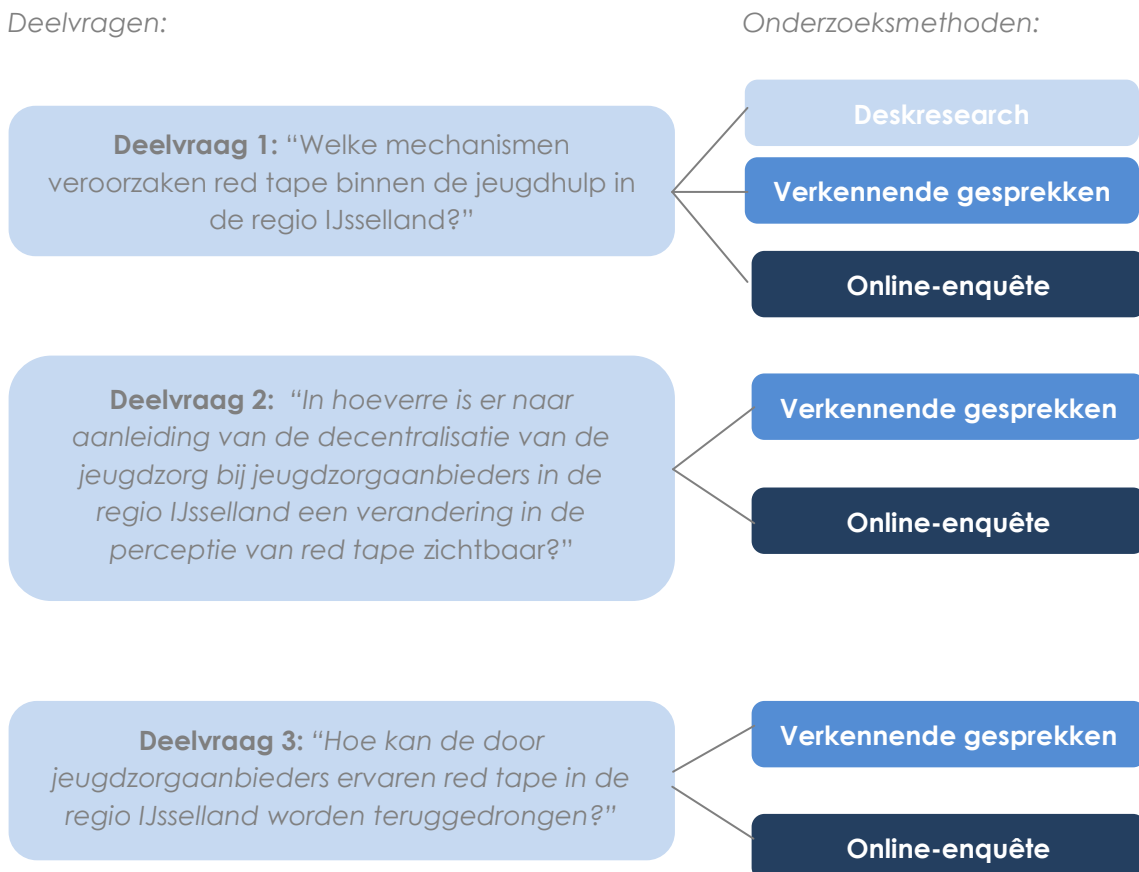 Deelvragen:
Onderzoeksmethoden:
Deelvraag 1: “Welke mechanismen
veroorzaken red tape binnen de jeugdhulp in
de regio IJsselland?”
Deskresearch
Verkennende gesprekken
Online-enquête
Deelvraag 2: “In hoeverre is er naar
aanleiding van de decentralisatie van de
jeugdzorg bij jeugdzorgaanbieders in de
regio IJsselland een verandering in de
perceptie van red tape zichtbaar?”
Verkennende gesprekken
Online-enquête
Deelvraag 3: “Hoe kan de door
jeugdzorgaanbieders ervaren red tape in de
regio IJsselland worden teruggedrongen?”
Verkennende gesprekken
Online-enquête